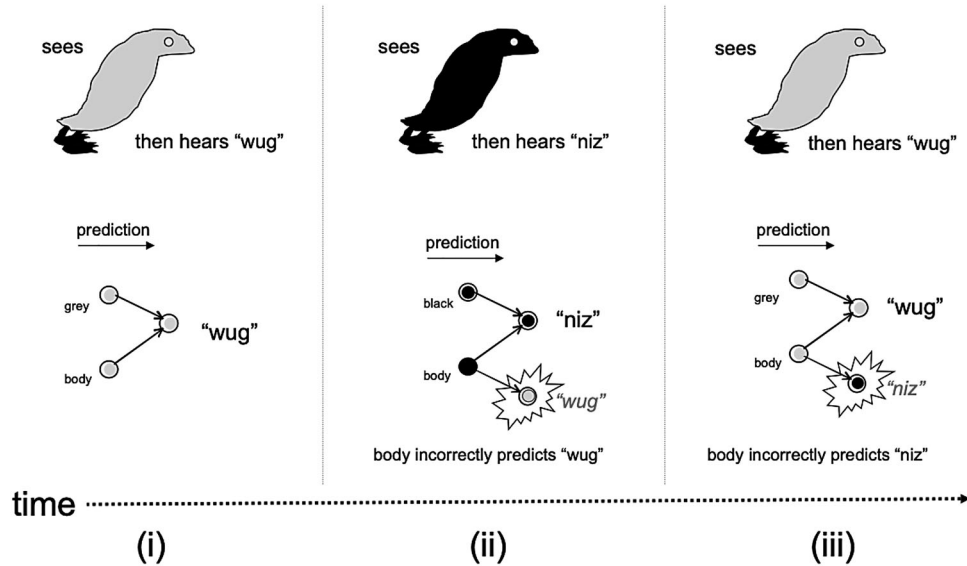 sees
then hears “wug”
prediction
grey
“wug”
body
sees
then hears “niz”
prediction
black
“niz”
body
“wug”
body incorrectly predicts “wug”
sees
then hears “wug”
prediction
grey
“wug”
body
“niz”
body incorrectly predicts “niz”
time
(i)
(ii)
(iii)